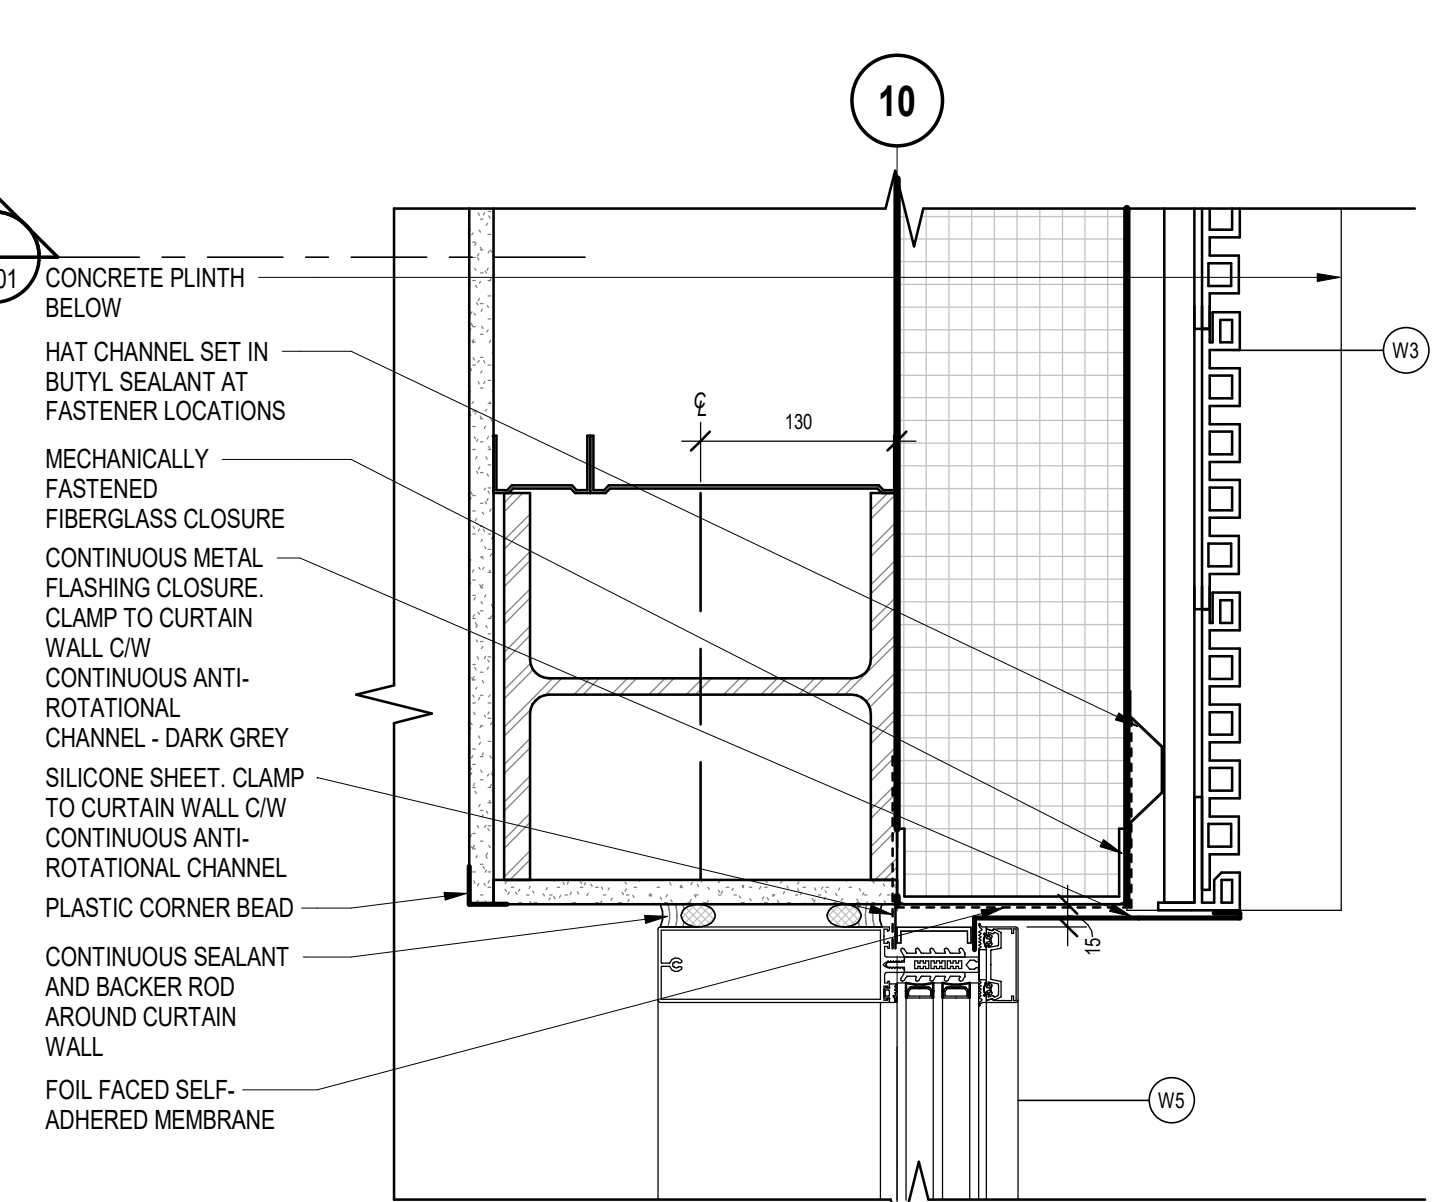 10
01
CONCRETE PLINTH
BELOW
HAT CHANNEL SET IN
BUTYL SEALANT AT
FASTENER LOCATIONS
W3
℄
130
MECHANICALLY
FASTENED
FIBERGLASS CLOSURE
CONTINUOUS METAL
FLASHING CLOSURE.
CLAMP TO CURTAIN
WALL C/W
CONTINUOUS ANTI-
ROTATIONAL
CHANNEL - DARK GREY
SILICONE SHEET. CLAMP
TO CURTAIN WALL C/W
CONTINUOUS ANTI-
ROTATIONAL CHANNEL
PLASTIC CORNER BEAD
15
CONTINUOUS SEALANT
AND BACKER ROD
AROUND CURTAIN
WALL
FOIL FACED SELF-
ADHERED MEMBRANE
W5